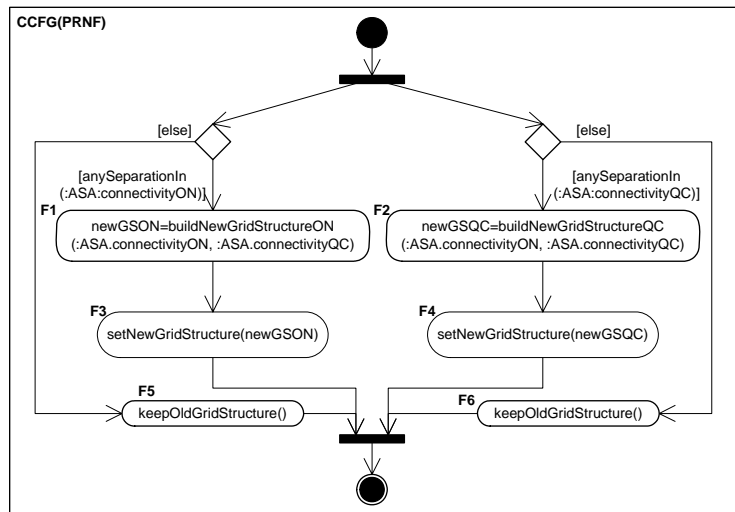 CCFG(PRNF)
[else]
[else]
[anySeparationIn
(:ASA:connectivityON)]
[anySeparationIn
(:ASA:connectivityQC)]
F1
newGSON=buildNewGridStructureON
(:ASA.connectivityON, :ASA.connectivityQC)
F2
newGSQC=buildNewGridStructureQC
(:ASA.connectivityON, :ASA.connectivityQC)
F3
setNewGridStructure(newGSON)
F4
setNewGridStructure(newGSQC)
F5
keepOldGridStructure()
F6
keepOldGridStructure()